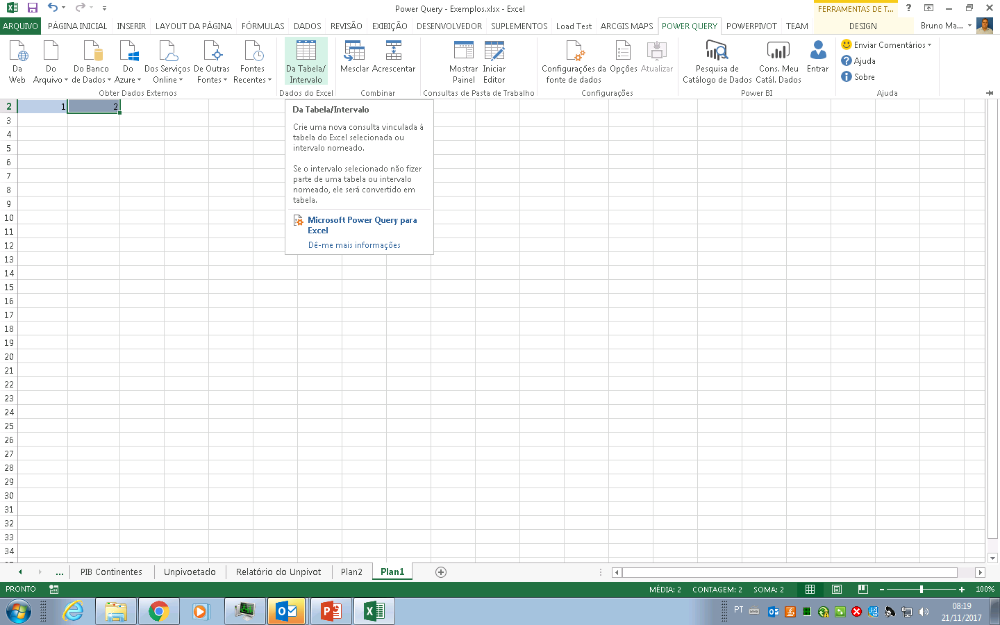 Power Query - Exemplos.xlsx - Excel
FERRAMENTAS DE T...
?
ARQUIVO PÁGINA INICIAL INSERIR LAYOUT DA PÁGINA FÓRMULAS DADOS REVISÃO EXIBIÇÃO DESENVOLVEDOR SUPLEMENTOS Load Test ARCGIS MAPS POWER QUERY POWERPIVOT TEAM DESIGN Bruno Ma...
Da Web
Do Arquivo
Do Banco de Dados
Do Azure
Dos Serviços Online
De Outras Fontes
Fontes Recentes
Da Tabela/ Intervalo
Mesclar
Acrescentar
Mostrar Painel
Iniciar Editor
Configurações da fonte de dados
Opções
Atualizar
Pesquisa de Catálogo de Dados
Cons. Meu Catál. Dados
Entrar
Enviar Comentários
Ajuda
Sobre
Obter Dados Externos
Dados do Excel
Combinar
Consultas de Pasta de Trabalho
Configurações
Power BI
Ajuda
2 1 2
3
4
5
6
7
8
9
10
11
12
13
14
15
16
17
18
19
20
21
22
23
24
25
26
27
28
29
30
31
32
33
34
Da Tabela/Intervalo
Crie uma nova consulta vinculada à
tabela do Excel selecionada ou
intervalo nomeado.
Se o intervalo selecionado não fizer
parte de uma tabela ou intervalo
nomeado, ele será convertido em
tabela.
Microsoft Power Query para
Excel
Dê-me mais informações
... PIB Continentes Unpivoetado Relatório do Unpivot Plan2 Plan1
PRONTO MÉDIA: 2 CONTAGEM: 2 SOMA: 2 100%
PT
08:19
21/11/2017